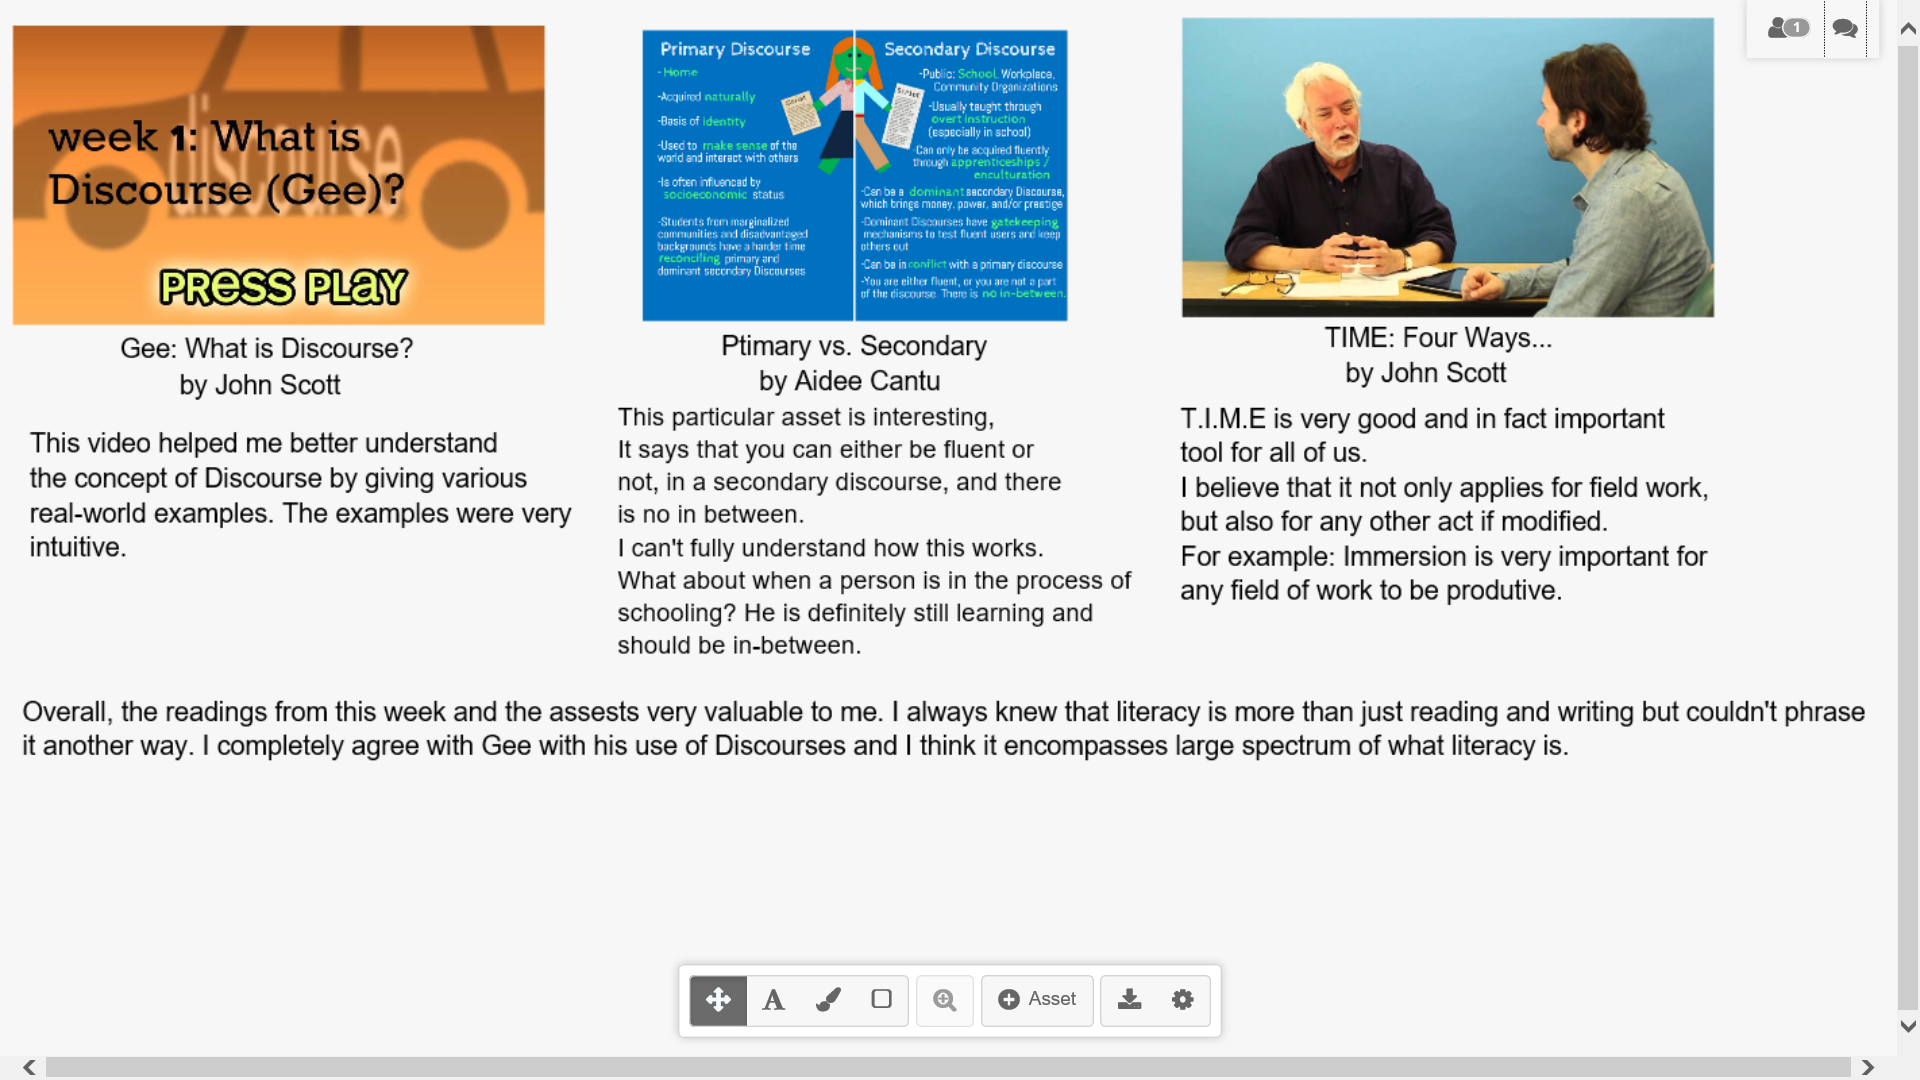 week 1: What is
Discourse (Gee)?
discourse
PRESS PLAY
Gee: What is Discourse?
by John Scott
This video helped me better understand
the concept of Discourse by giving various
real-world examples. The examples were very
intuitive.
Primary Discourse
-Home
-Acquired naturally
-Basis of identity
-Used to make sense of the
world and interact with others
-Is often influenced by
socioeconomic status
-Students from marginalized
communities and disadvantaged
backgrounds have a harder time
reconciling primary and
dominant secondary Discourses
Script
Script
Secondary Discourse
-Public: School, Workplace,
Community Organizations
-Usually taught through
overt instruction
(especially in school)
-Can only be acquired fluently
through apprenticeships /
enculturation
-Can be a dominant secondary Discourse,
which brings money, power, and/or prestige
-Dominant Discourses have gatekeeping
mechanisms to test fluent users and keep
others out
-Can be in conflict with a primary discourse
-You are either fluent, or you are not a part
of the discourse. There is no in-between.
Ptimary vs. Secondary
by Aidee Cantu
This particular asset is interesting,
It says that you can either be fluent or
not, in a secondary discourse, and there
is no in between.
I can't fully understand how this works.
What about when a person is in the process of
schooling? He is definitely still learning and
should be in-between.
TIME: Four Ways...
by John Scott
T.I.M.E is very good and in fact important
tool for all of us.
I believe that it not only applies for field work,
but also for any other act if modified.
For example: Immersion is very important for
any field of work to be produtive.
Overall, the readings from this week and the assests very valuable to me. I always knew that literacy is more than just reading and writing but couldn't phrase
it another way. I completely agree with Gee with his use of Discourses and I think it encompasses large spectrum of what literacy is.
1
A
Asset